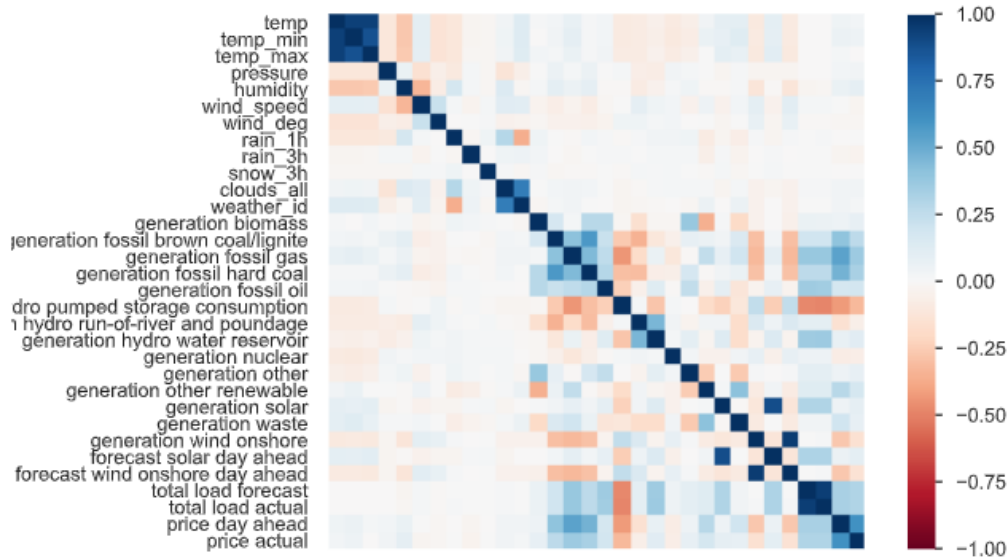 temp
temp_min
temp_max
pressure
humidity
wind_speed
wind_deg
rain_1h
rain_3h
snow_3h
clouds_all
weather_id
generation biomass
generation fossil brown coal/lignite
generation fossil gas
generation fossil hard coal
generation fossil oil
dro pumped storage consumption
n hydro run-of-river and poundage
generation hydro water reservoir
generation nuclear
generation other
generation other renewable
generation solar
generation waste
generation wind onshore
forecast solar day ahead
forecast wind onshore day ahead
total load forecast
total load actual
price day ahead
price actual
1.00
0.75
0.50
0.25
0.00
−0.25
−0.50
−0.75
−1.00